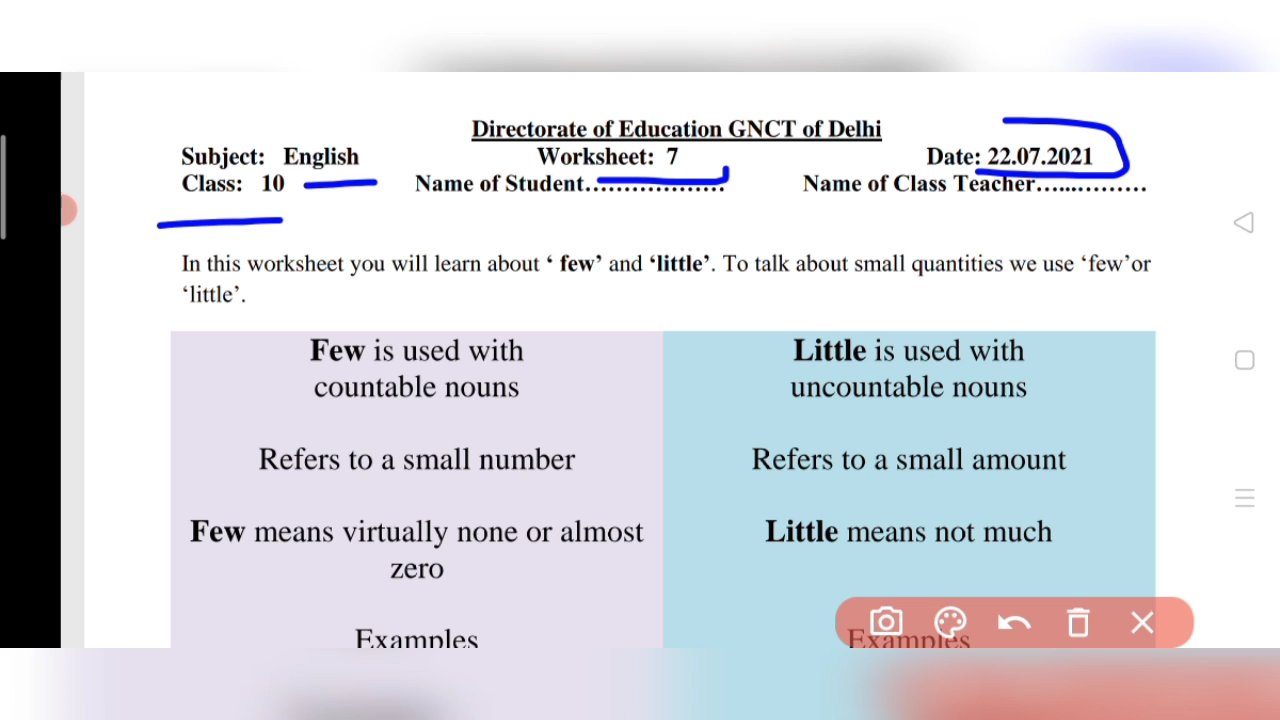 Directorate of Education GNCT of Delhi
Subject: English Worksheet: 7 Date: 22.07.2021
Class: 10 Name of Student.................. Name of Class Teacher................
In this worksheet you will learn about ‘ few’ and ‘little’. To talk about small quantities we use ‘few’or
‘little’.
Few is used with
countable nouns
Refers to a small number
Few means virtually none or almost
zero
Examples
Little is used with
uncountable nouns
Refers to a small amount
Little means not much
Examples